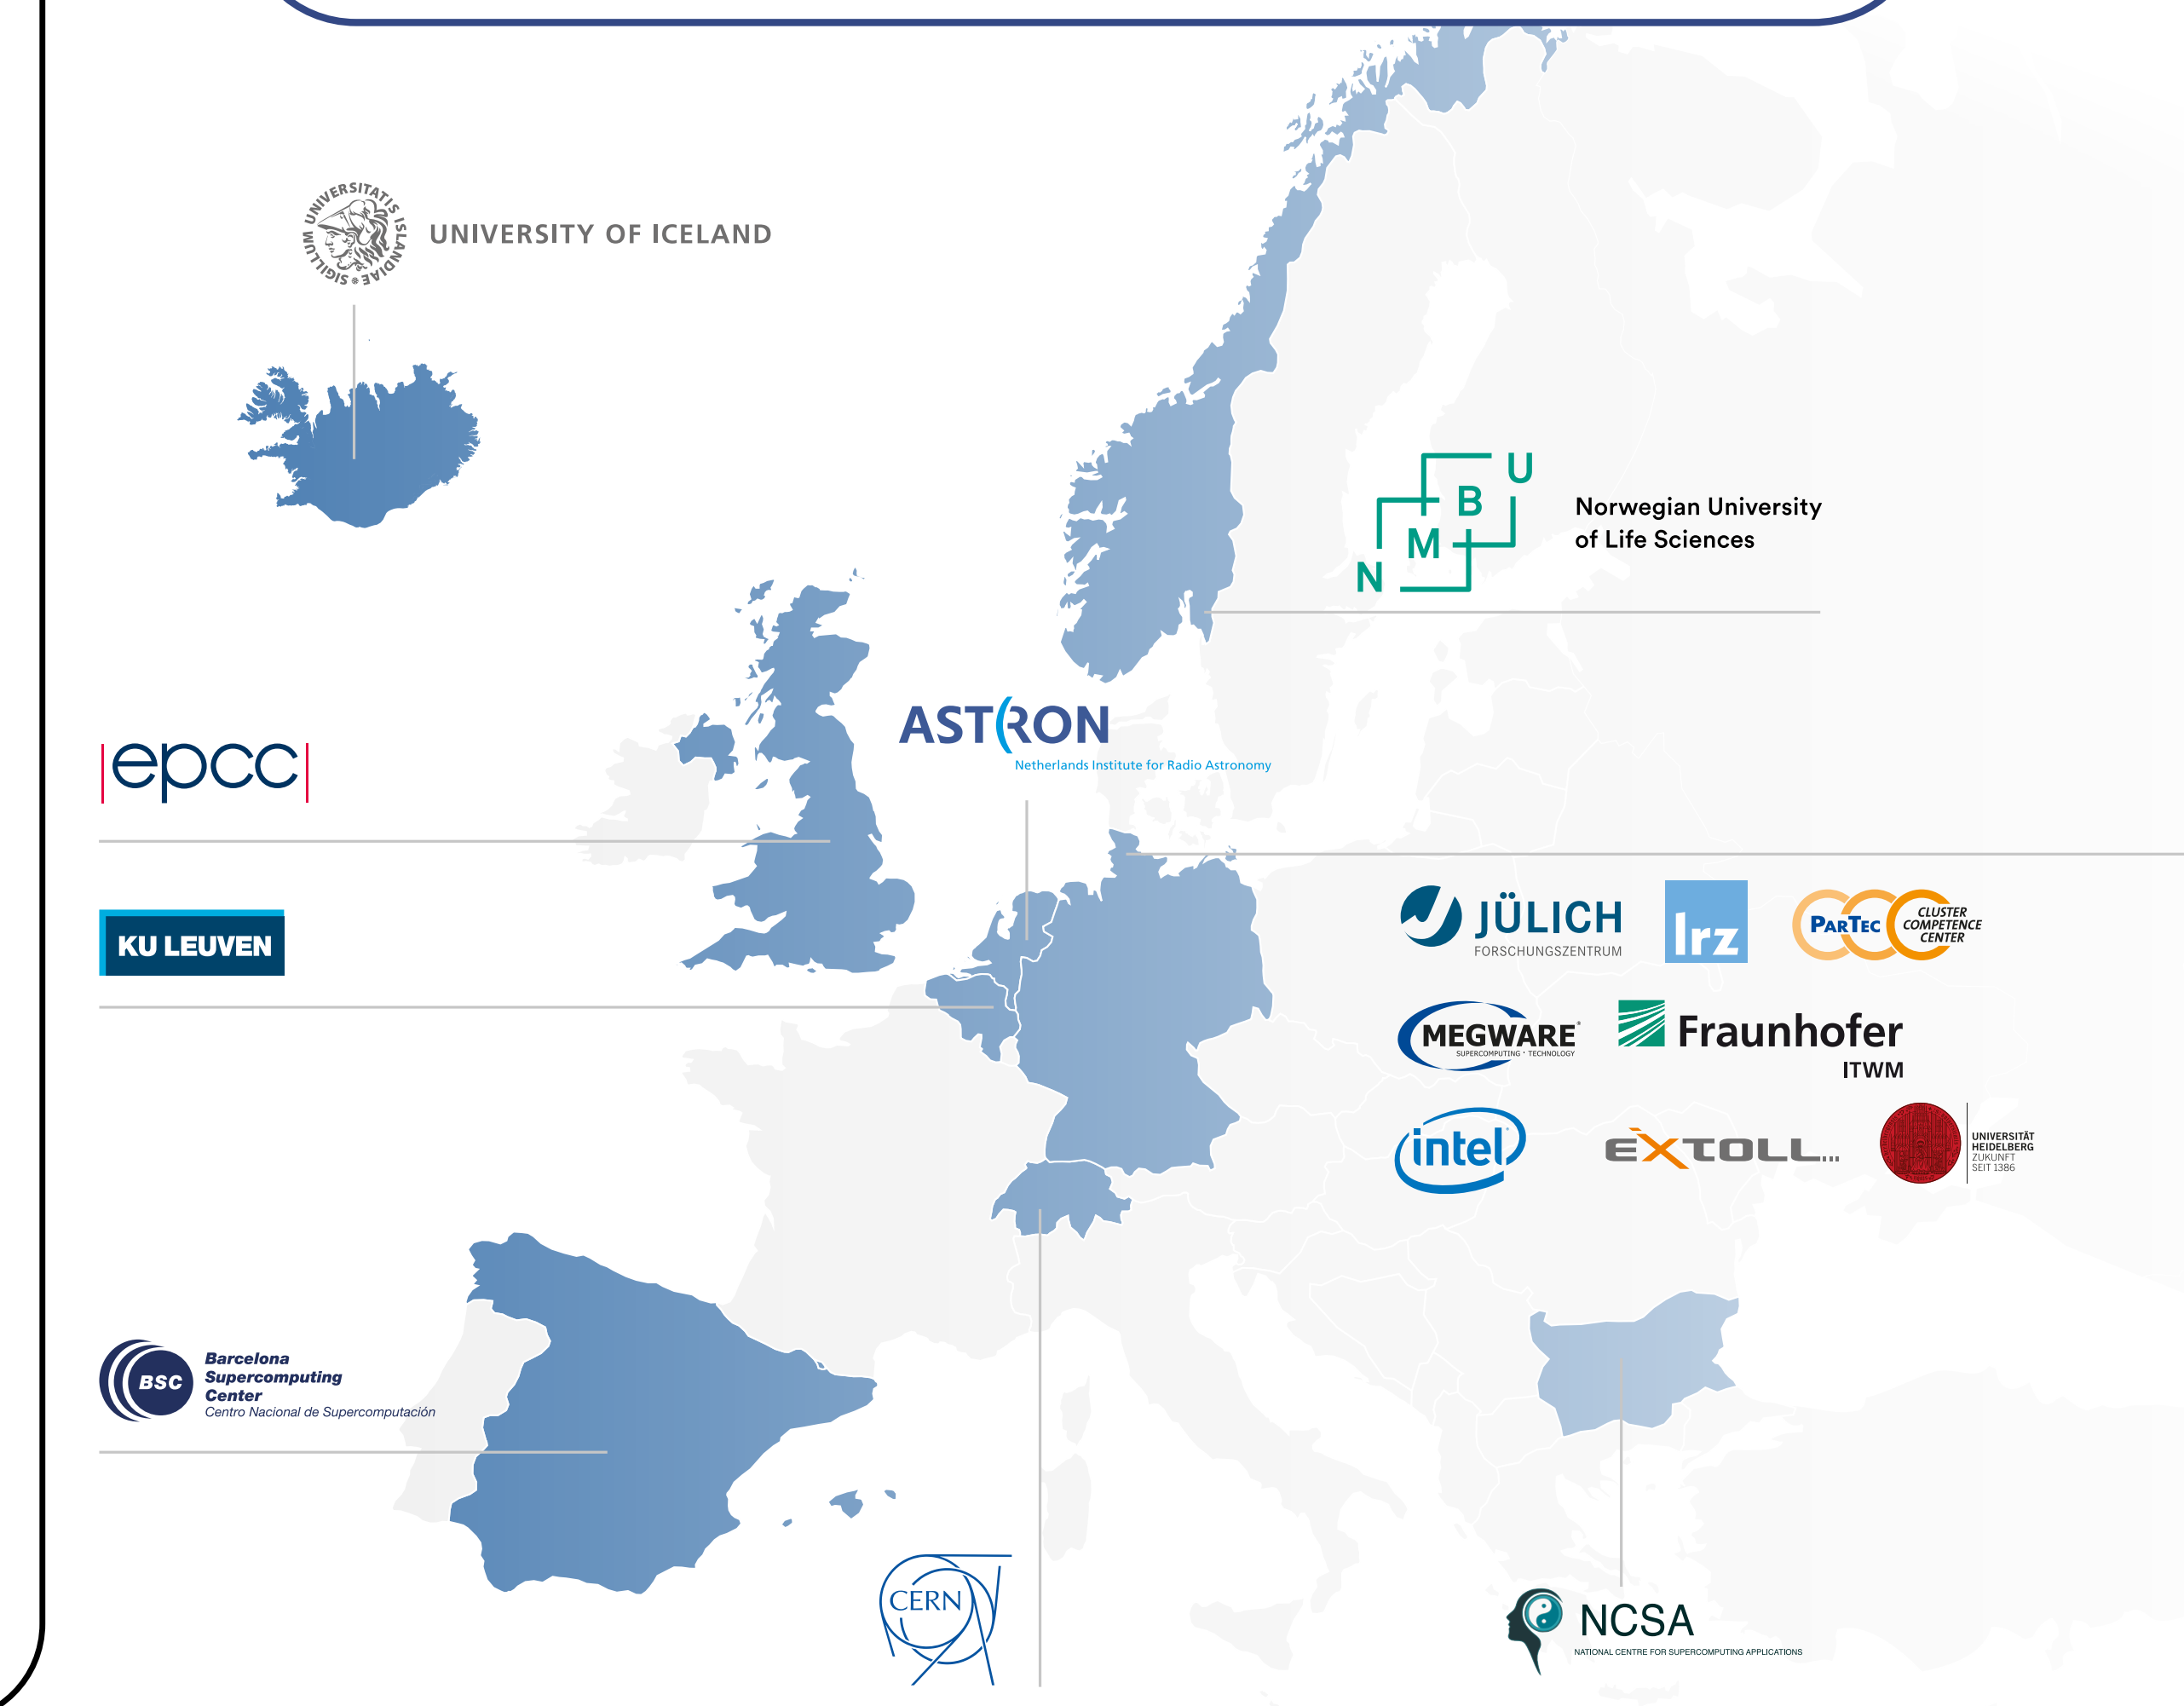 SIGILLUM UNIVERSITATIS ISLANDIAE
UNIVERSITY OF ICELAND
N M B U
Norwegian University
of Life Sciences
ASTRON
Netherlands Institute for Radio Astronomy
epcc
KU LEUVEN
JÜLICH
FORSCHUNGSZENTRUM
lrz
PARTEC
CLUSTER
COMPETENCE
CENTER
MEGWARE
SUPERCOMPUTING · TECHNOLOGY
Fraunhofer
ITWM
intel
EXTOLL...
UNIVERSITÄT
HEIDELBERG
ZUKUNFT
SEIT 1386
BSC
Barcelona
Supercomputing
Center
Centro Nacional de Supercomputación
CERN
NCSA
NATIONAL CENTRE FOR SUPERCOMPUTING APPLICATIONS